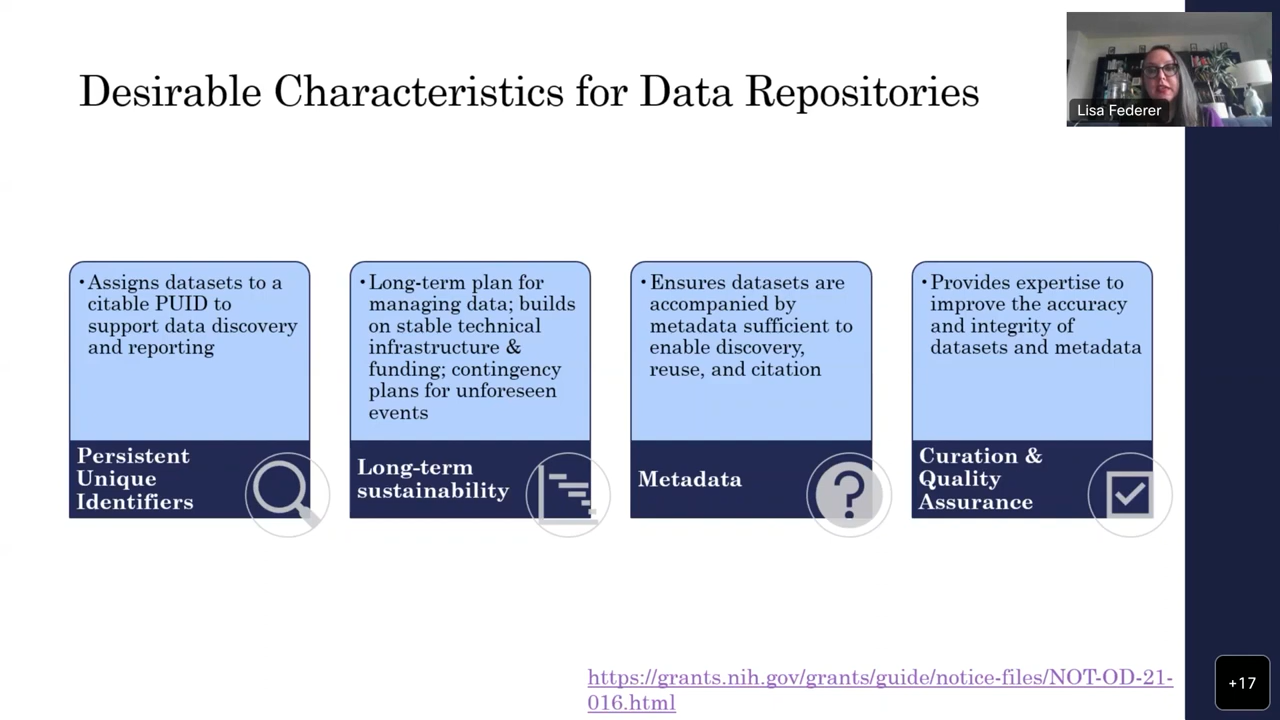 Desirable Characteristics for Data Repositories
Lisa Federer
•Assigns datasets to a
citable PUID to
support data discovery
and reporting
Persistent
Unique
Identifiers
•Long-term plan for
managing data; builds
on stable technical
infrastructure &
funding; contingency
plans for unforeseen
events
Long-term
sustainability
•Ensures datasets are
accompanied by
metadata sufficient to
enable discovery,
reuse, and citation
Metadata
•Provides expertise to
improve the accuracy
and integrity of
datasets and metadata
Curation &
Quality
Assurance
https://grants.nih.gov/grants/guide/notice-files/NOT-OD-21-
016.html
+17